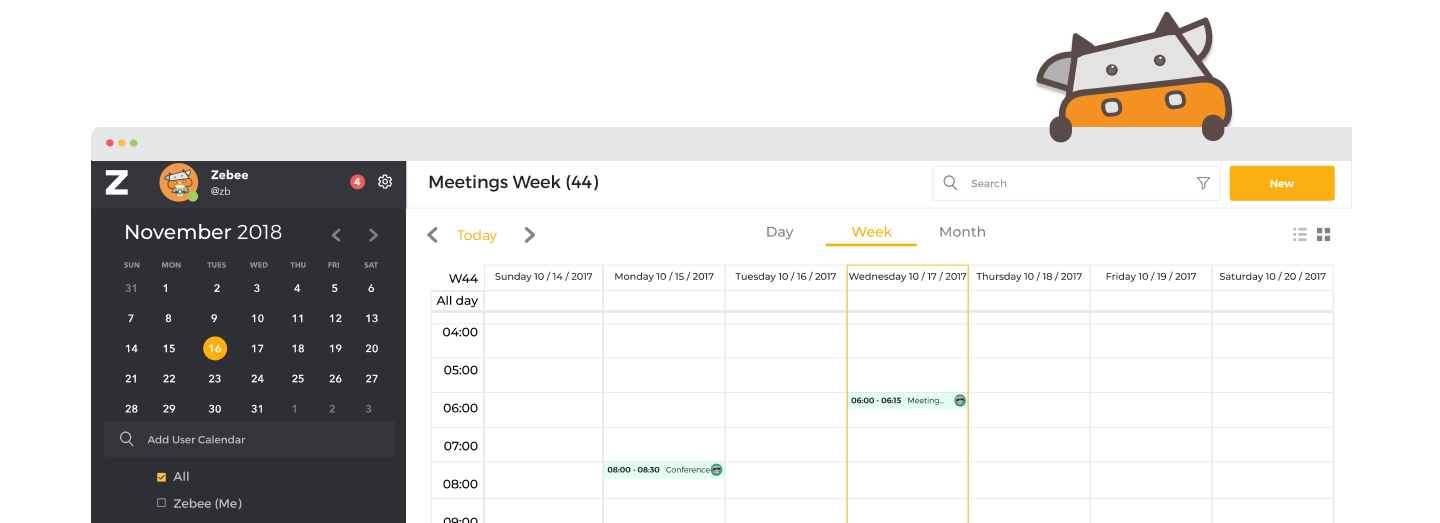 Z
Zebee
@zb
4
Meetings Week (44)
Search
New
November 2018
Today
Day
Week
Month
SUN MON TUES WED THU FRI SAT
31 1 2 3 4 5 6
7 8 9 10 11 12 13
14 15 16 17 18 19 20
21 22 23 24 25 26 27
28 29 30 31 1 2 3
Add User Calendar
All
Zebee (Me)
W44 Sunday 10 / 14 / 2017 Monday 10 / 15 / 2017 Tuesday 10 / 16 / 2017 Wednesday 10 / 17 / 2017 Thursday 10 / 18 / 2017 Friday 10 / 19 / 2017 Saturday 10 / 20 / 2017
All day
04:00
05:00
06:00
06:00 - 06:15 Meeting...
07:00
08:00 - 08:30 Conference
08:00
09:00